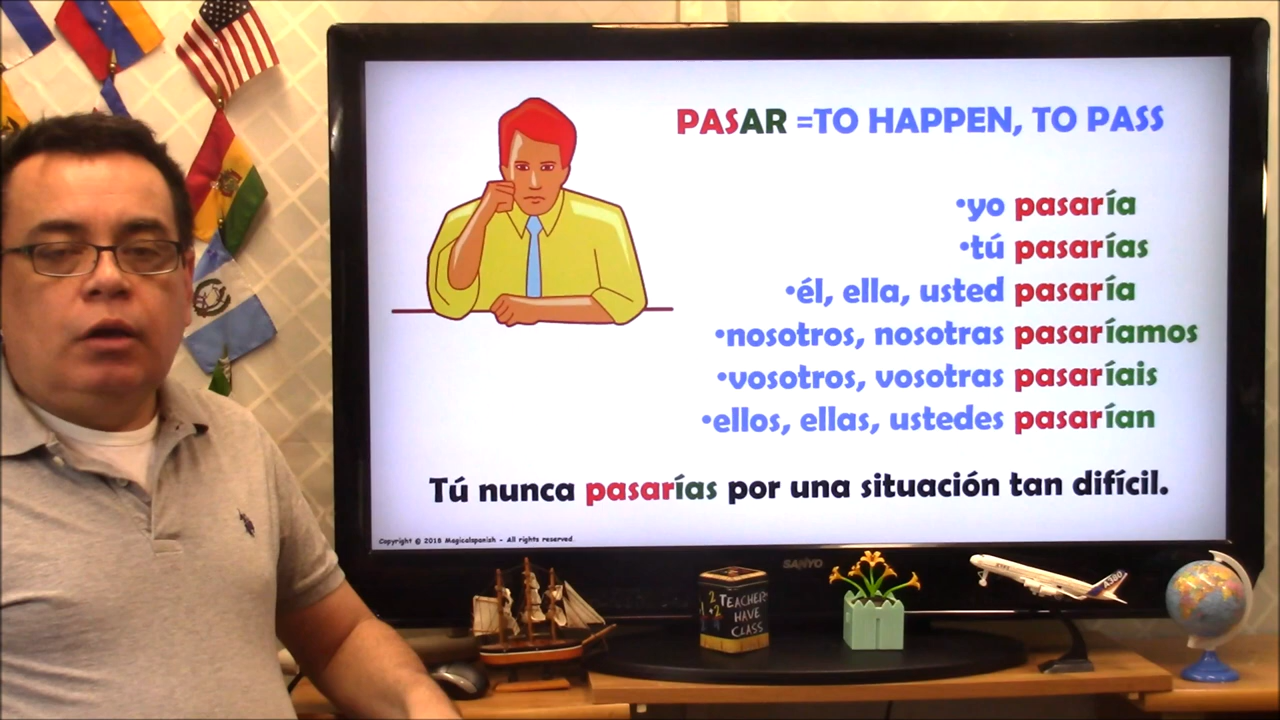 PASAR =TO HAPPEN, TO PASS
•yo pasaría
•tú pasarías
•él, ella, usted pasaría
•nosotros, nosotras pasaríamos
•vosotros, vosotras pasaríais
•ellos, ellas, ustedes pasarían
Tú nunca pasarías por una situación tan difícil.
Copyright © 2018 Magicalspanish - All rights reserved.
SANYO
TEACHERS
HAVE
CLASS
A380